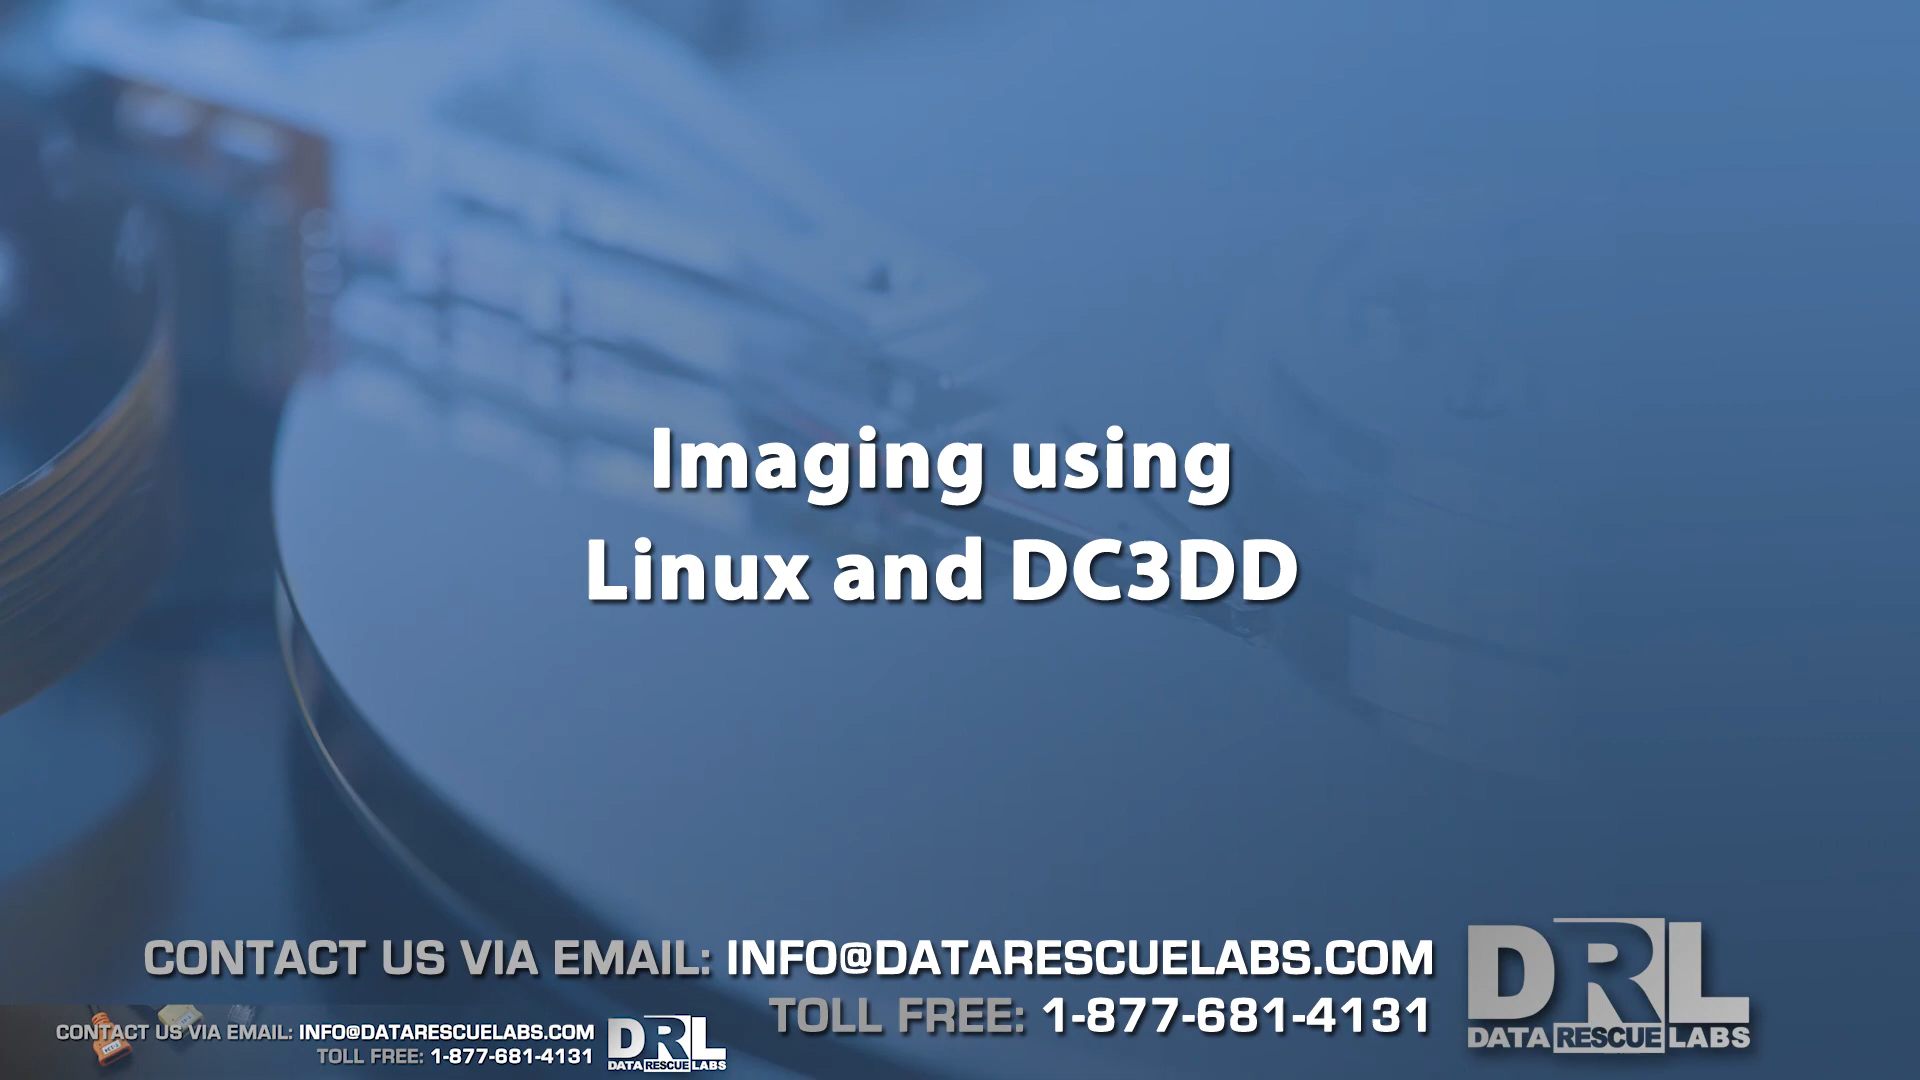 Imaging using
Linux and DC3DD
CONTACT US VIA EMAIL: INFO@DATARESCUELABS.COM
TOLL FREE: 1-877-681-4131
DRL
DATA RESCUE LABS
CONTACT US VIA EMAIL: INFO@DATARESCUELABS.COM
TOLL FREE: 1-877-681-4131
DRL
DATA RESCUE LABS